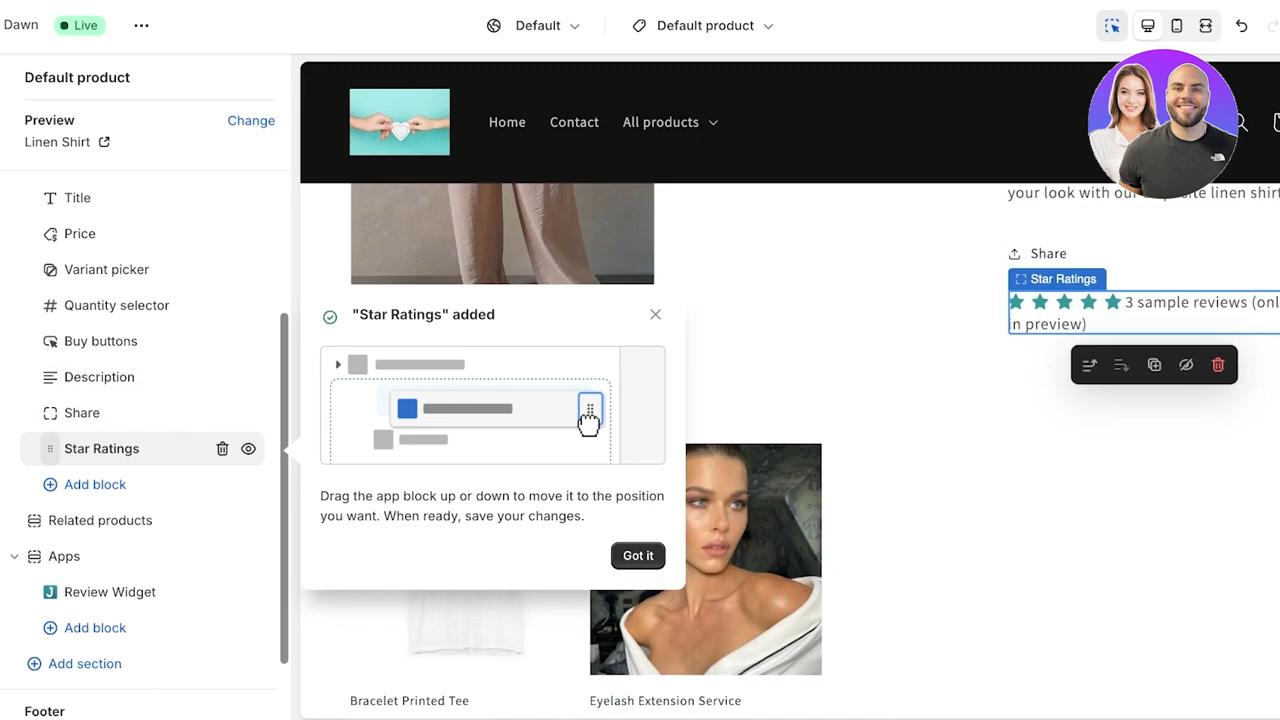 Dawn
Live
Default
Default product
Default product
Preview
Change
Linen Shirt
Title
Price
Variant picker
Quantity selector
Buy buttons
Description
Share
Star Ratings
Add block
Related products
Apps
Review Widget
Add block
Add section
Footer
Home
Contact
All products
Share
Star Ratings
3 sample reviews (onl
in preview)
"Star Ratings" added
Drag the app block up or down to move it to the position
you want. When ready, save your changes.
Got it
Bracelet Printed Tee
Eyelash Extension Service